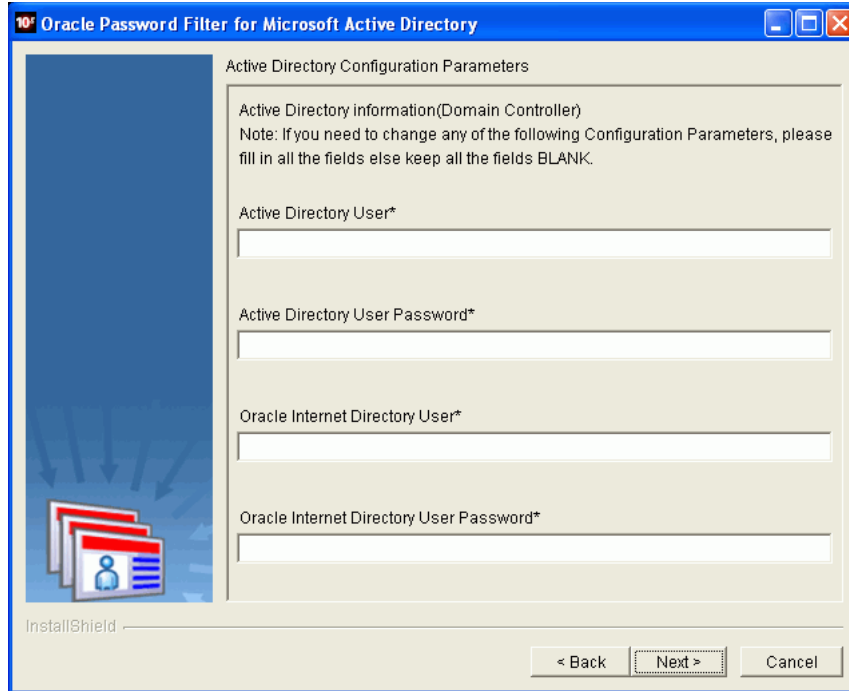 10g Oracle Password Filter for Microsoft Active Directory
Active Directory Configuration Parameters
Active Directory information(Domain Controller)
Note: If you need to change any of the following Configuration Parameters, please
fill in all the fields else keep all the fields BLANK.
Active Directory User*
Active Directory User Password*
Oracle Internet Directory User*
Oracle Internet Directory User Password*
InstallShield
< Back
Next >
Cancel